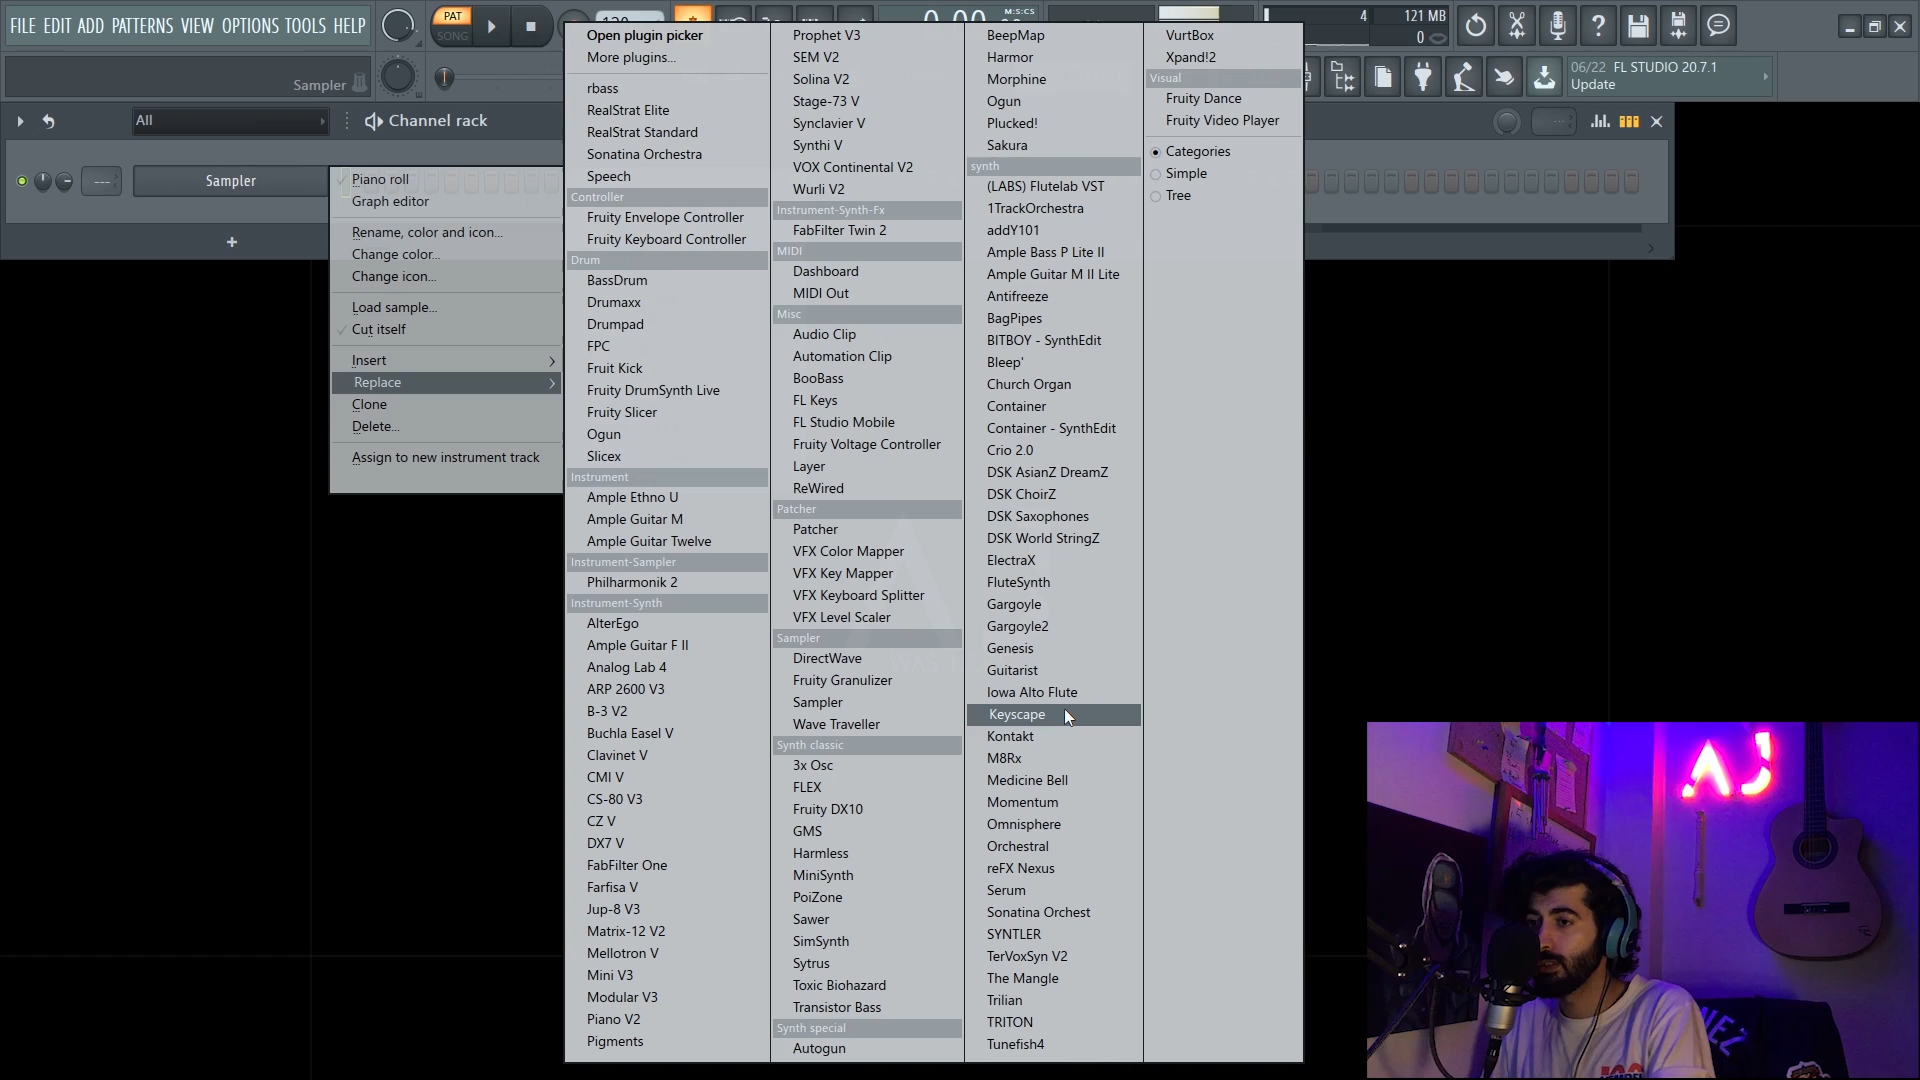 FILE EDIT ADD PATTERNS VIEW OPTIONS TOOLS HELP
PAT
SONG
M:S:CS
4
121 MB
0
Sampler
06/22 FL STUDIO 20.7.1
Update
All
Channel rack
Sampler
+
Piano roll
Graph editor
Rename, color and icon...
Change color...
Change icon...
Load sample...
Cut itself
Insert
Replace
Clone
Delete...
Assign to new instrument track
Open plugin picker
More plugins...
rbass
RealStrat Elite
RealStrat Standard
Sonatina Orchestra
Speech
Controller
Fruity Envelope Controller
Fruity Keyboard Controller
Drum
BassDrum
Drumaxx
Drumpad
FPC
Fruit Kick
Fruity DrumSynth Live
Fruity Slicer
Ogun
Slicex
Instrument
Ample Ethno U
Ample Guitar M
Ample Guitar Twelve
Instrument-Sampler
Philharmonik 2
Instrument-Synth
AlterEgo
Ample Guitar F II
Analog Lab 4
ARP 2600 V3
B-3 V2
Buchla Easel V
Clavinet V
CMI V
CS-80 V3
CZ V
DX7 V
FabFilter One
Farfisa V
Jup-8 V3
Matrix-12 V2
Mellotron V
Mini V3
Modular V3
Piano V2
Pigments
Prophet V3
SEM V2
Solina V2
Stage-73 V
Synclavier V
Synthi V
VOX Continental V2
Wurli V2
Instrument-Synth-Fx
FabFilter Twin 2
MIDI
Dashboard
MIDI Out
Misc
Audio Clip
Automation Clip
BooBass
FL Keys
FL Studio Mobile
Fruity Voltage Controller
Layer
ReWired
Patcher
Patcher
VFX Color Mapper
VFX Key Mapper
VFX Keyboard Splitter
VFX Level Scaler
Sampler
DirectWave
Fruity Granulizer
Sampler
Wave Traveller
Synth classic
3x Osc
FLEX
Fruity DX10
GMS
Harmless
MiniSynth
PoiZone
Sawer
SimSynth
Sytrus
Toxic Biohazard
Transistor Bass
Synth special
Autogun
BeepMap
Harmor
Morphine
Ogun
Plucked!
Sakura
synth
(LABS) Flutelab VST
1TrackOrchestra
addY101
Ample Bass P Lite II
Ample Guitar M II Lite
Antifreeze
BagPipes
BITBOY - SynthEdit
Bleep'
Church Organ
Container
Container - SynthEdit
Crio 2.0
DSK AsianZ DreamZ
DSK ChoirZ
DSK Saxophones
DSK World StringZ
ElectraX
FluteSynth
Gargoyle
Gargoyle2
Genesis
Guitarist
Iowa Alto Flute
Keyscape
Kontakt
M8Rx
Medicine Bell
Momentum
Omnisphere
Orchestral
reFX Nexus
Serum
Sonatina Orchest
SYNTLER
TerVoxSyn V2
The Mangle
Trilian
TRITON
Tunefish4
VurtBox
Xpand!2
Visual
Fruity Dance
Fruity Video Player
Categories
Simple
Tree
AJ